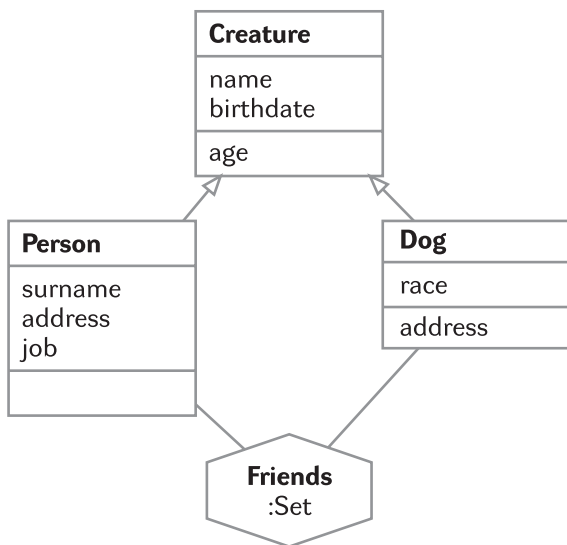 Creature
name
birthdate
age
Person
surname
address
job
Dog
race
address
Friends
:Set